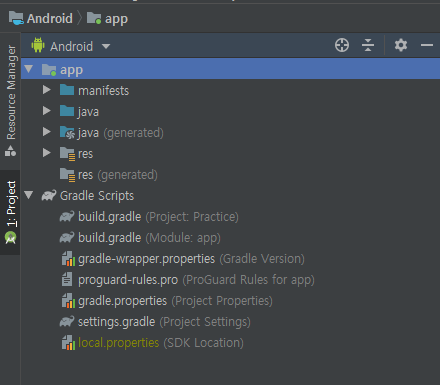 Android app
Resource Manager
1: Project
Android
app
manifests
java
java (generated)
res
res (generated)
Gradle Scripts
build.gradle (Project: Practice)
build.gradle (Module: app)
gradle-wrapper.properties (Gradle Version)
proguard-rules.pro (ProGuard Rules for app)
gradle.properties (Project Properties)
settings.gradle (Project Settings)
local.properties (SDK Location)